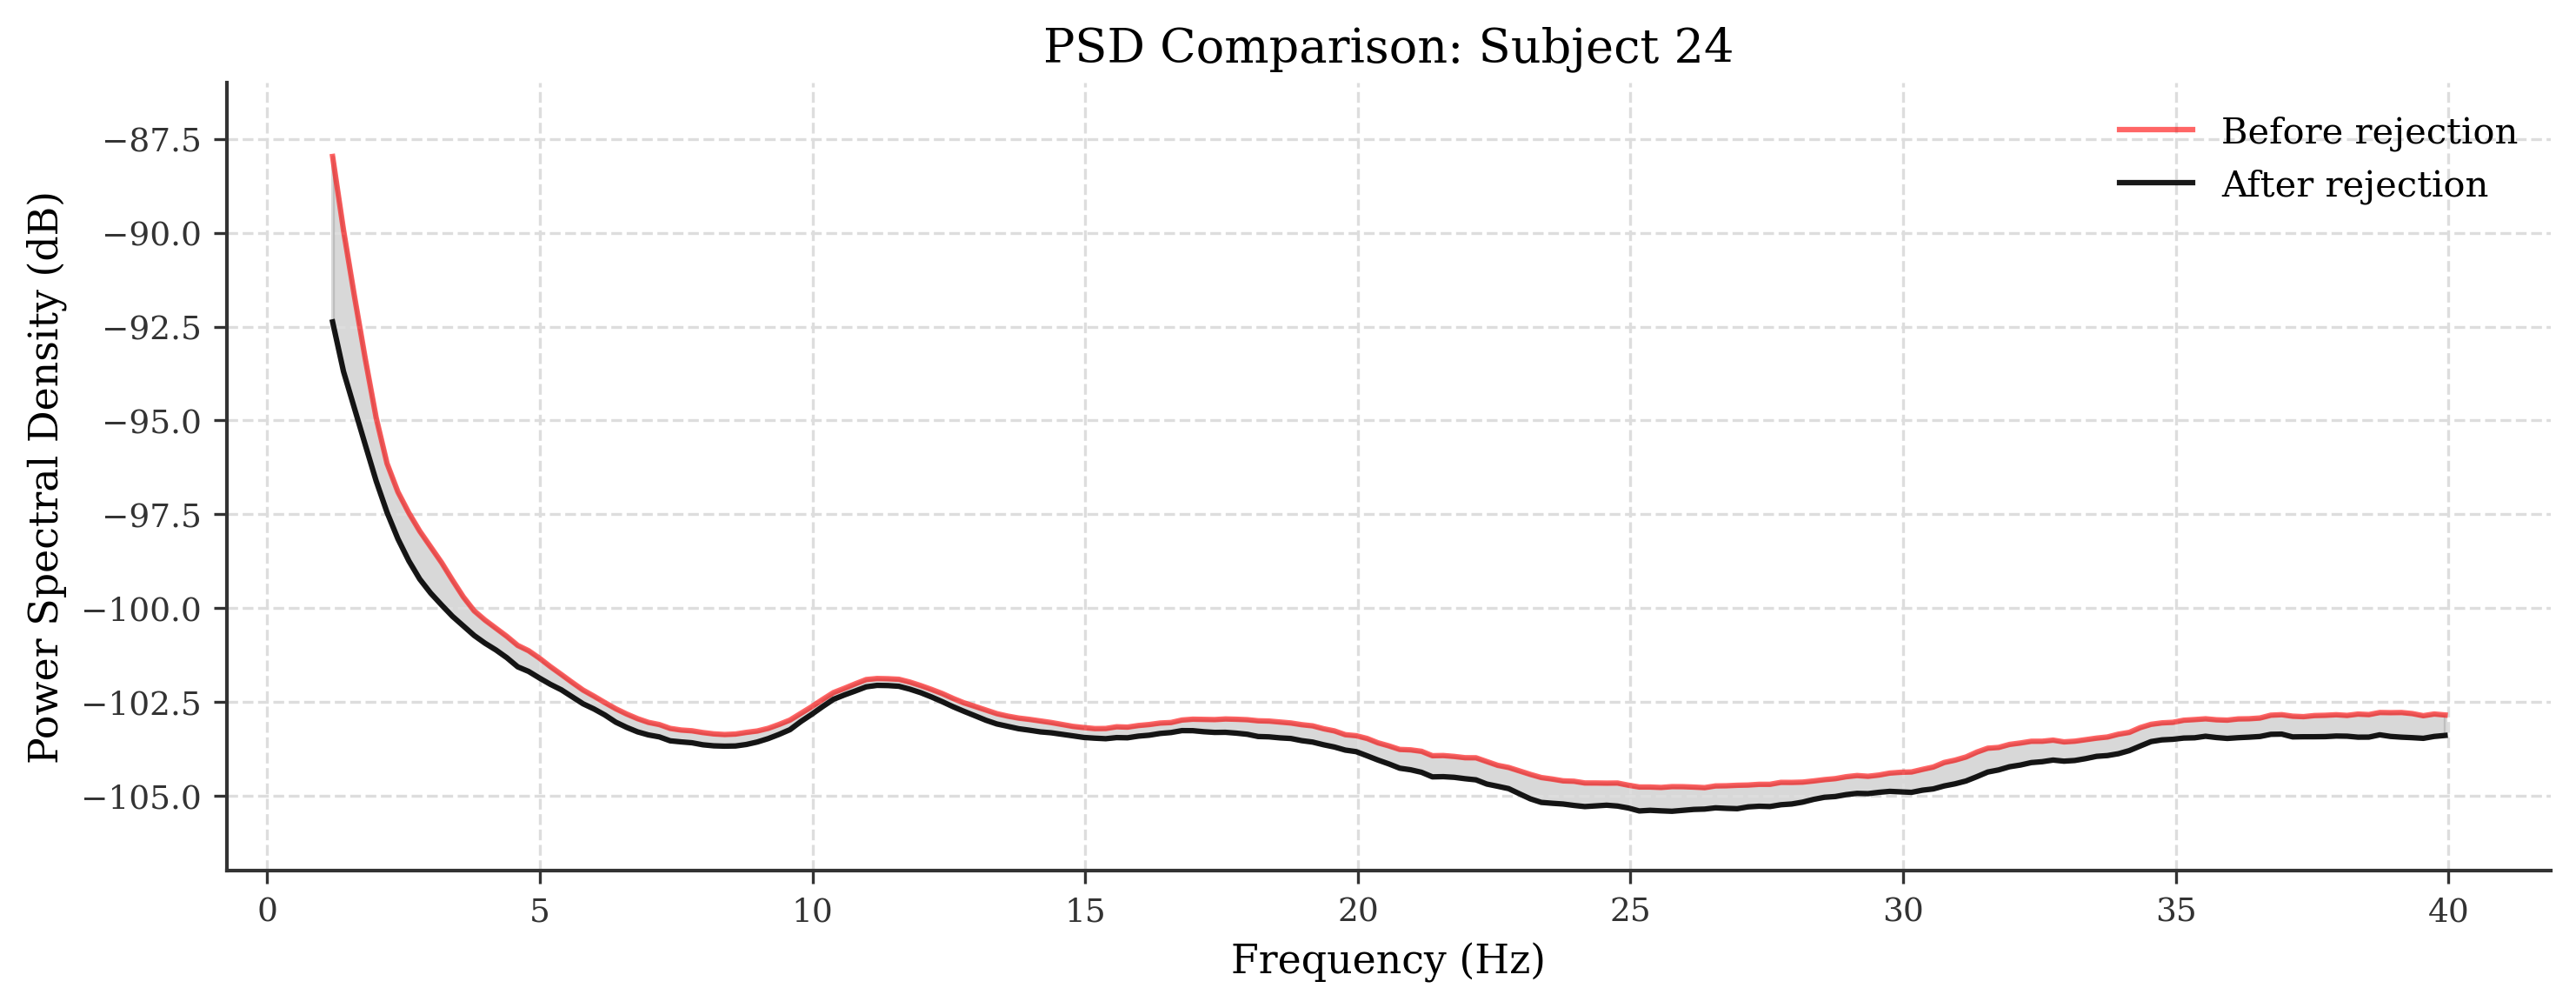 PSD Comparison: Subject 24
Before rejection
After rejection
Power Spectral Density (dB)
−87.5
−90.0
−92.5
−95.0
−97.5
−100.0
−102.5
−105.0
0 5 10 15 20 25 30 35 40
Frequency (Hz)